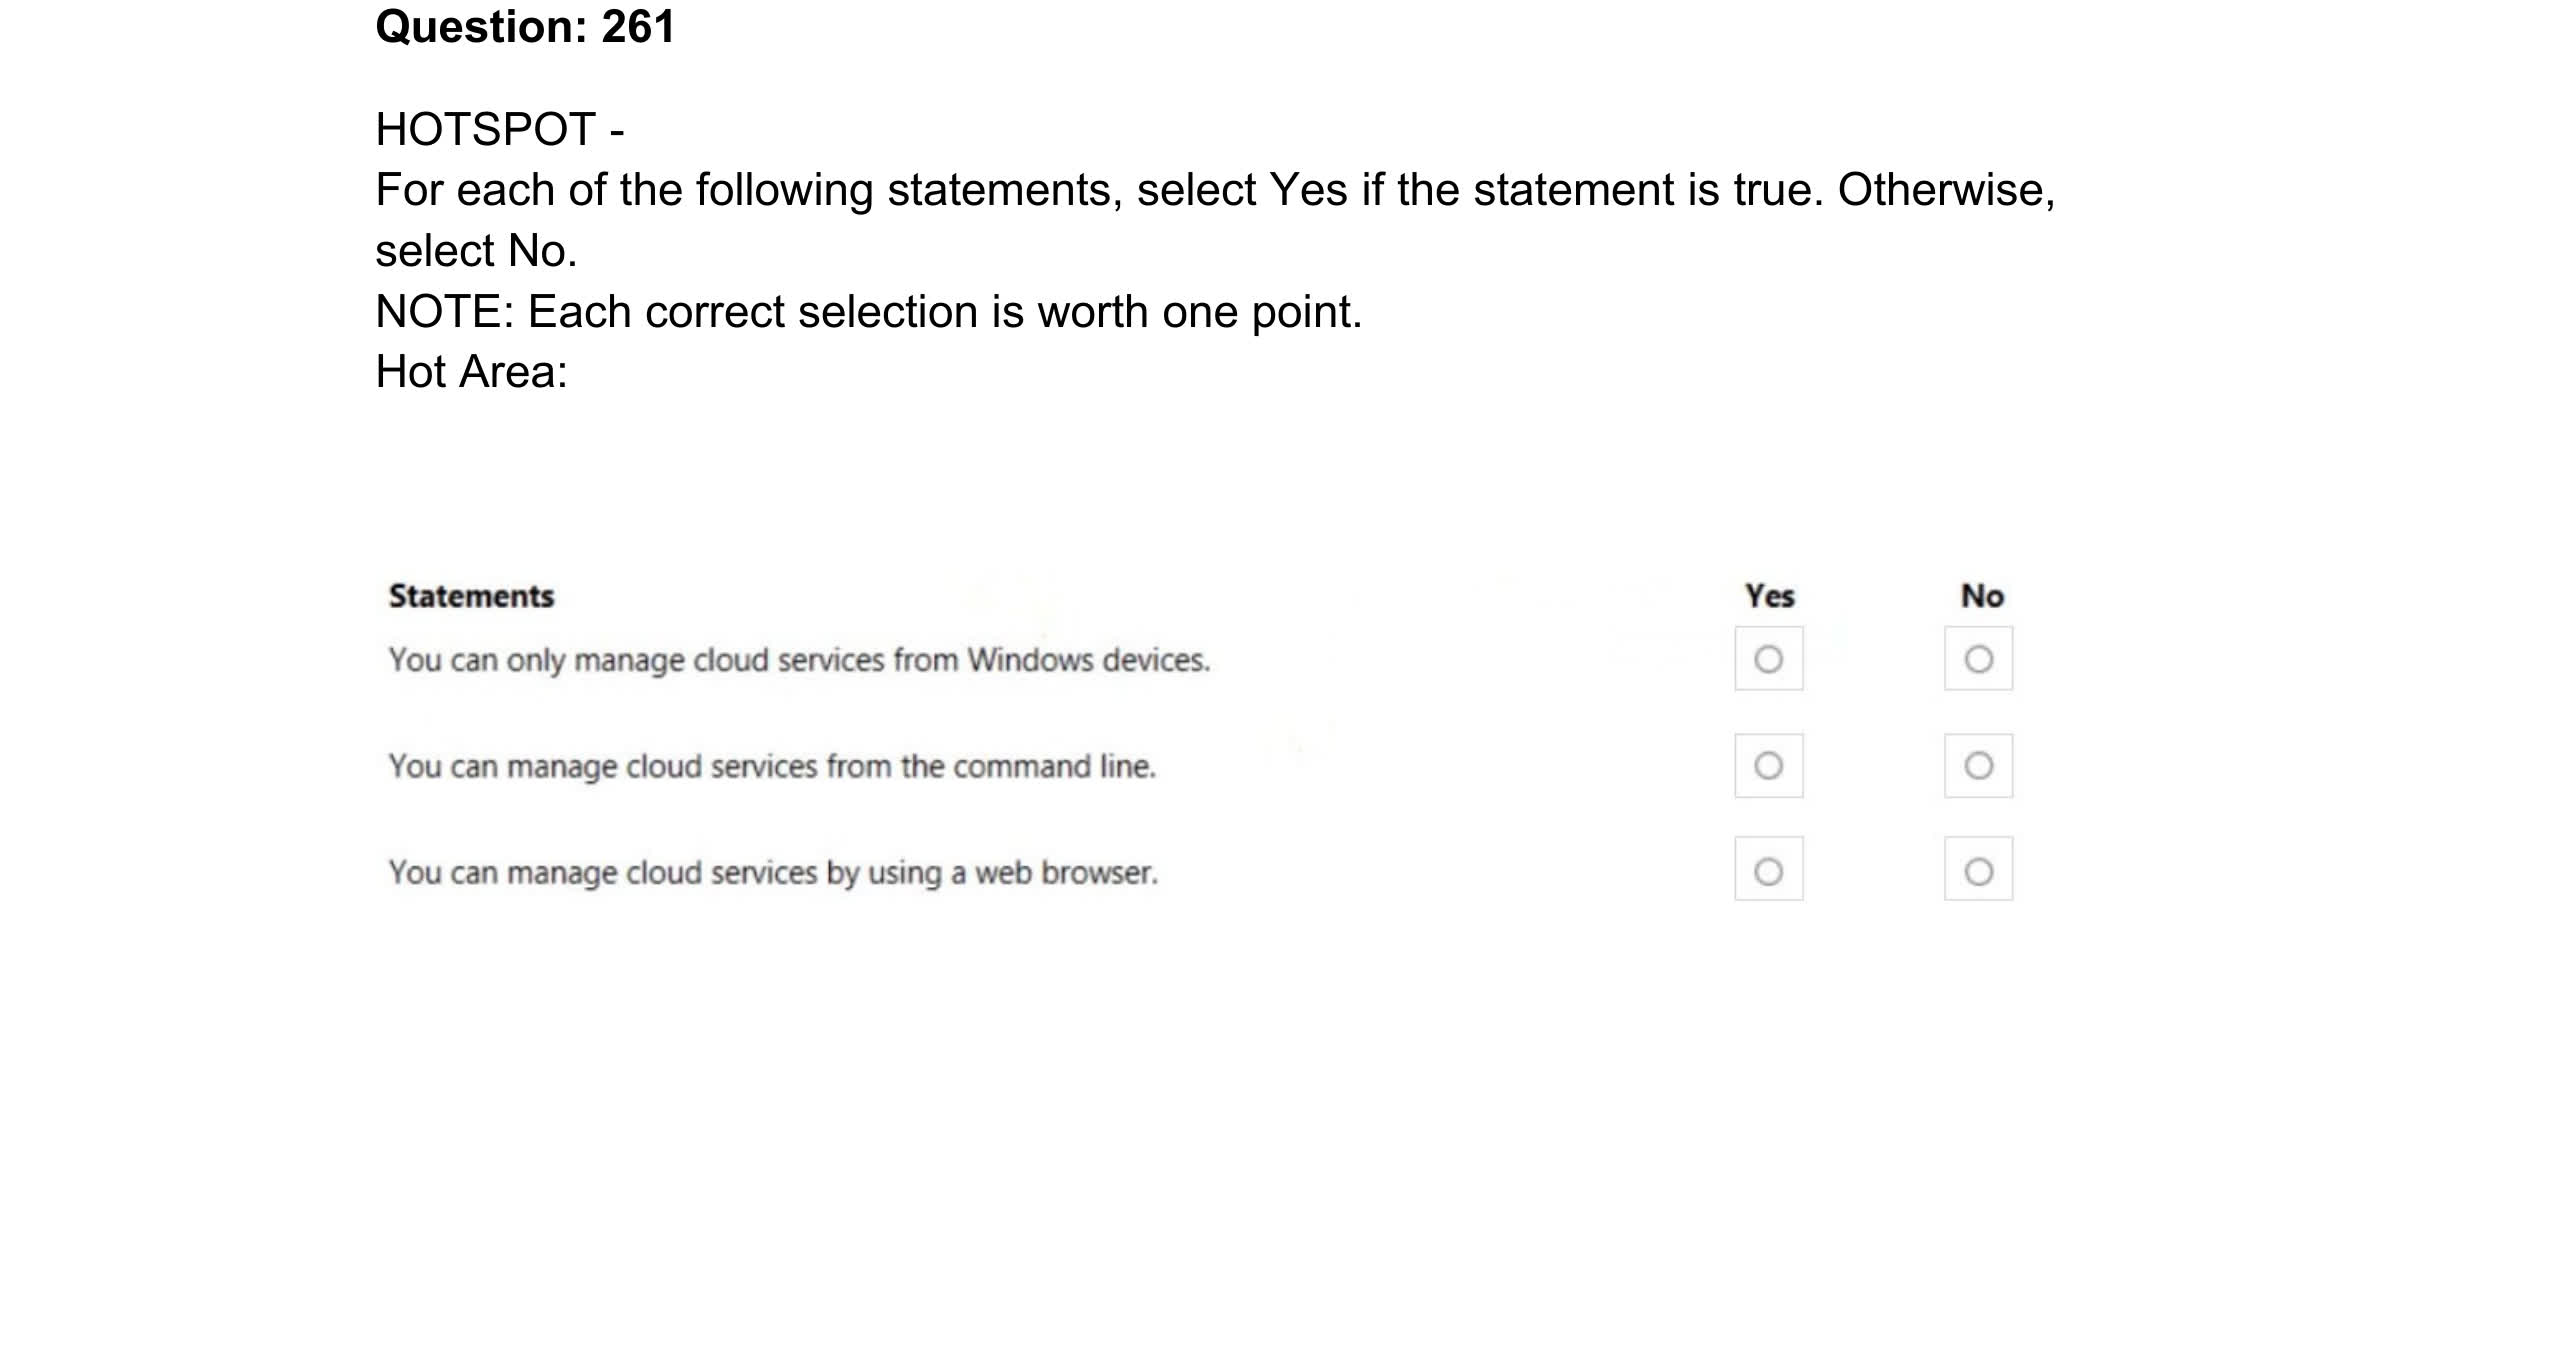 Question: 261
HOTSPOT -
For each of the following statements, select Yes if the statement is true. Otherwise,
select No.
NOTE: Each correct selection is worth one point.
Hot Area:
Statements Yes No
You can only manage cloud services from Windows devices.
You can manage cloud services from the command line.
You can manage cloud services by using a web browser.